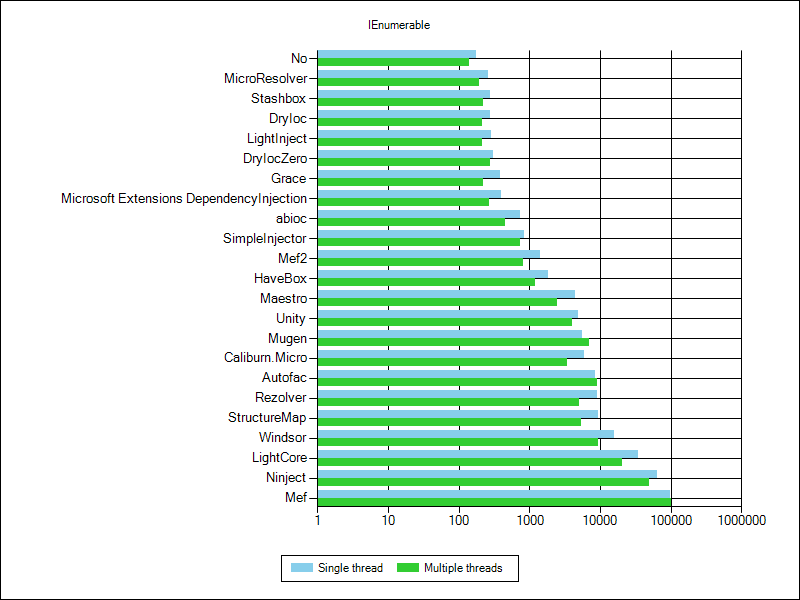 IEnumerable
No
MicroResolver
Stashbox
DryIoc
LightInject
DryIocZero
Grace
Microsoft Extensions DependencyInjection
abioc
SimpleInjector
Mef2
HaveBox
Maestro
Unity
Mugen
Caliburn.Micro
Autofac
Rezolver
StructureMap
Windsor
LightCore
Ninject
Mef
1 10 100 1000 10000 100000 1000000
Single thread Multiple threads